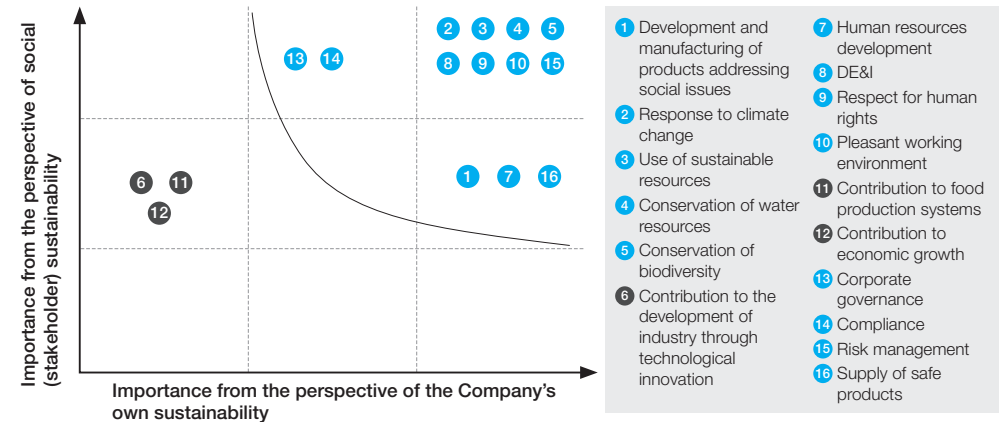 Importance from the perspective of social
(stakeholder) sustainability
13 14
2 3 4 5
8 9 10 15
6 11
12
1 7 16
Importance from the perspective of the Company’s
own sustainability
1 Development and
manufacturing of
products addressing
social issues
2 Response to climate
change
3 Use of sustainable
resources
4 Conservation of water
resources
5 Conservation of
biodiversity
6 Contribution to the
development of
industry through
technological
innovation
7 Human resources
development
8 DE&I
9 Respect for human
rights
10 Pleasant working
environment
11 Contribution to food
production systems
12 Contribution to
economic growth
13 Corporate
governance
14 Compliance
15 Risk management
16 Supply of safe
products